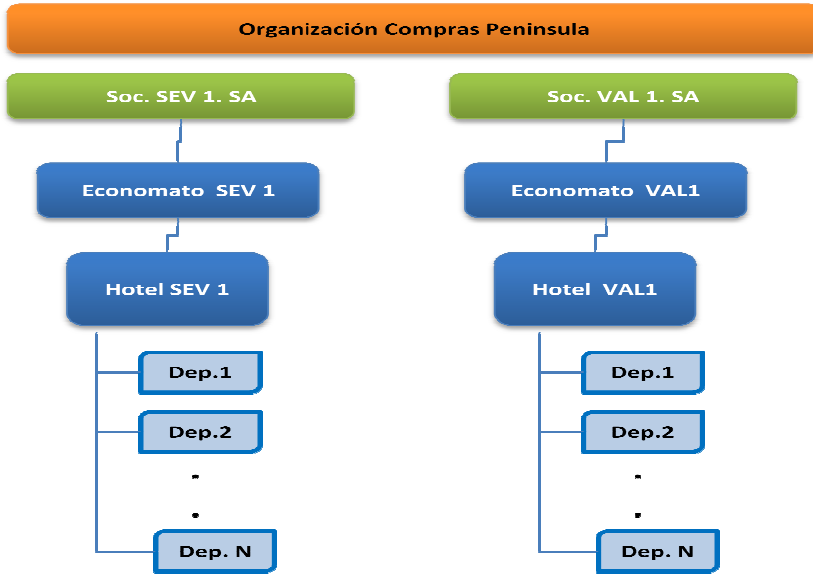 Organización Compras Peninsula
Soc. SEV 1. SA
Soc. VAL 1. SA
Economato SEV 1
Economato VAL1
Hotel SEV 1
Hotel VAL1
Dep.1
Dep.1
Dep.2
Dep.2
.
.
.
.
Dep. N
Dep. N